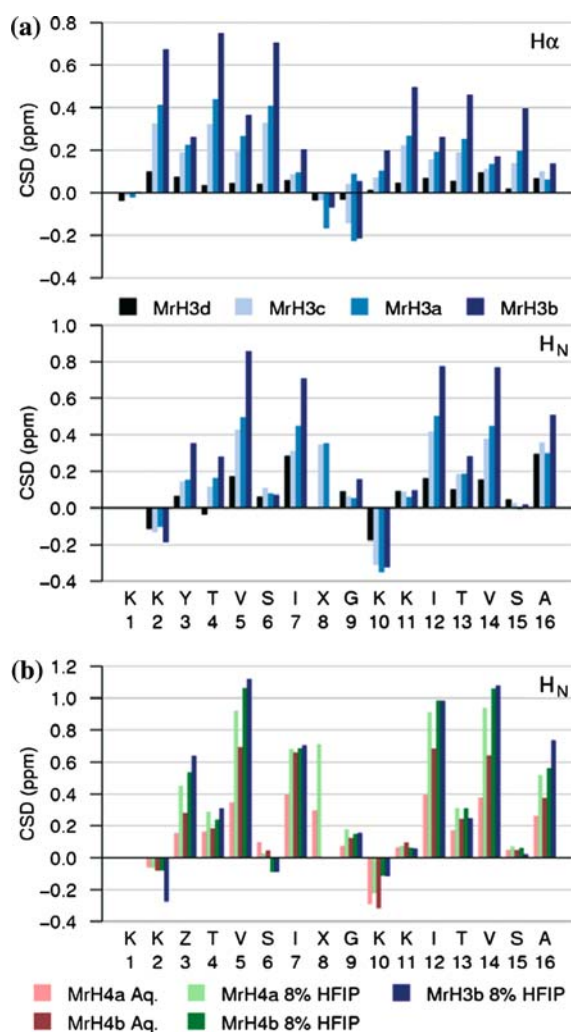 (a)
Hα
CSD (ppm)
0.8
0.6
0.4
0.2
0.0
−0.2
−0.4
MrH3d MrH3c MrH3a MrH3b
H_N
CSD (ppm)
1.0
0.8
0.6
0.4
0.2
0.0
−0.2
−0.4
K K Y T V S I X G K K I T V S A
1 2 3 4 5 6 7 8 9 10 11 12 13 14 15 16
(b)
H_N
CSD (ppm)
1.2
1.0
0.8
0.6
0.4
0.2
0.0
−0.2
−0.4
K K Z T V S I X G K K I T V S A
1 2 3 4 5 6 7 8 9 10 11 12 13 14 15 16
MrH4a Aq. MrH4a 8% HFIP MrH3b 8% HFIP
MrH4b Aq. MrH4b 8% HFIP